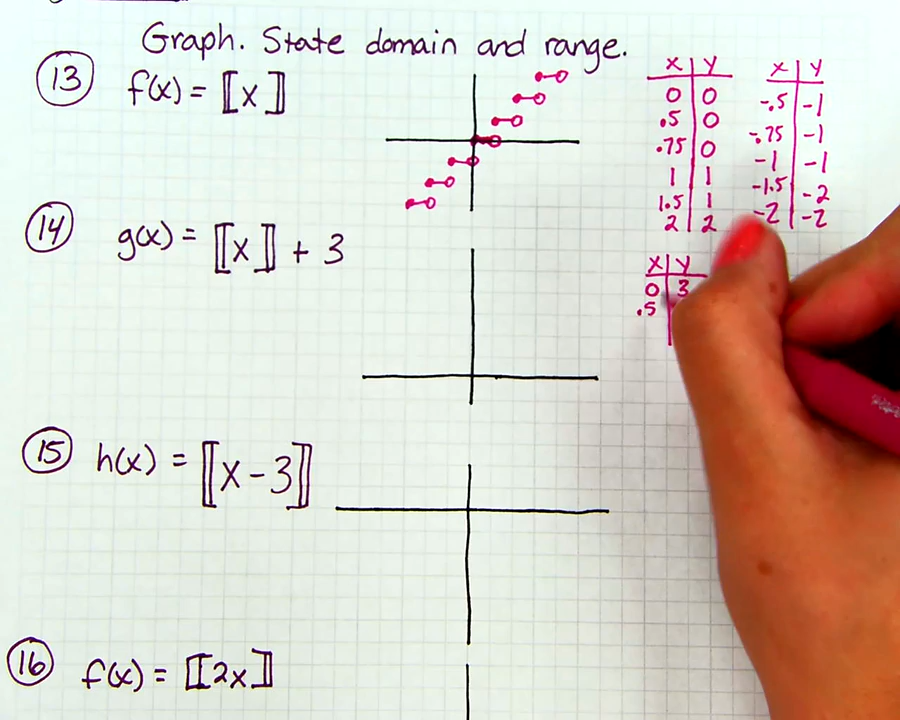 Graph. State domain and range.
13 f(x) = ⟦x⟧
x | y
0 | 0
.5 | 0
.75 | 0
1 | 1
1.5 | 1
2 | 2
x | y
-.5 | -1
-.75 | -1
-1 | -1
-1.5 | -2
-2 | -2
14 g(x) = ⟦x⟧ + 3
x | y
0 | 3
.5
15 h(x) = ⟦x - 3⟧
16 f(x) = ⟦2x⟧